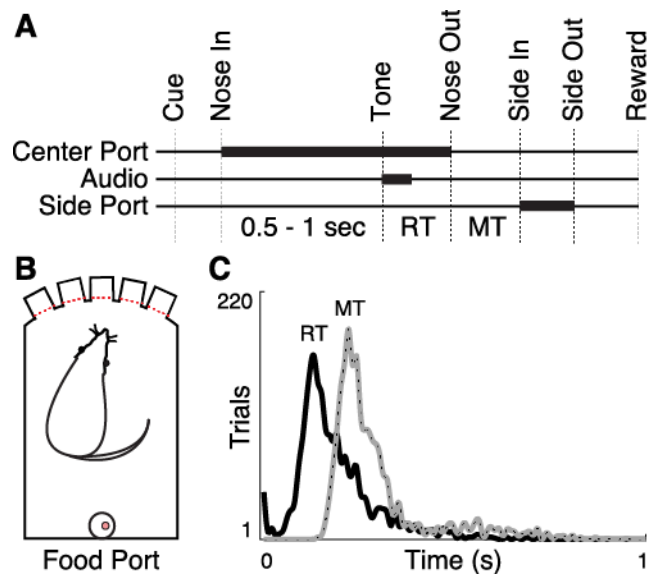 A
Cue
Nose In
Tone
Nose Out
Side In
Side Out
Reward
Center Port
Audio
Side Port
0.5 - 1 sec
RT
MT
B
Food Port
C
220
Trials
1
RT
MT
0
Time (s)
1